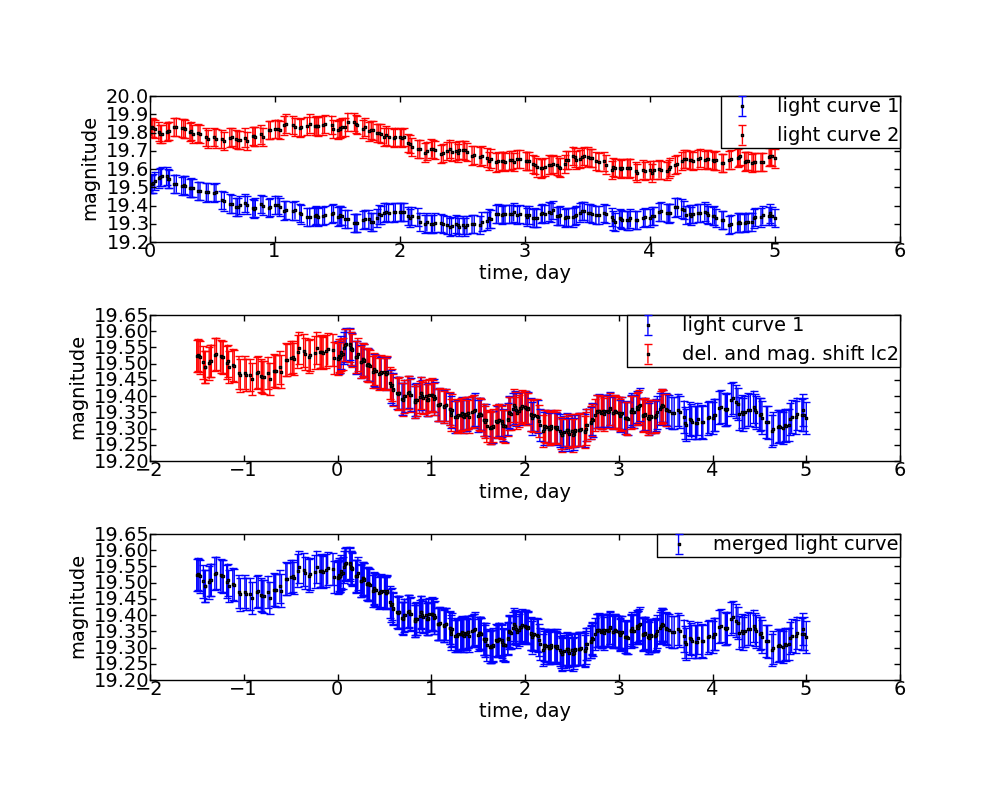 20.0
19.9
19.8
19.7
19.6
19.5
19.4
19.3
19.2
magnitude
light curve 1
light curve 2
0 1 2 3 4 5 6
time, day
19.65
19.60
19.55
19.50
19.45
19.40
19.35
19.30
19.25
19.20
magnitude
light curve 1
del. and mag. shift lc2
−2 −1 0 1 2 3 4 5 6
time, day
19.65
19.60
19.55
19.50
19.45
19.40
19.35
19.30
19.25
19.20
magnitude
merged light curve
−2 −1 0 1 2 3 4 5 6
time, day